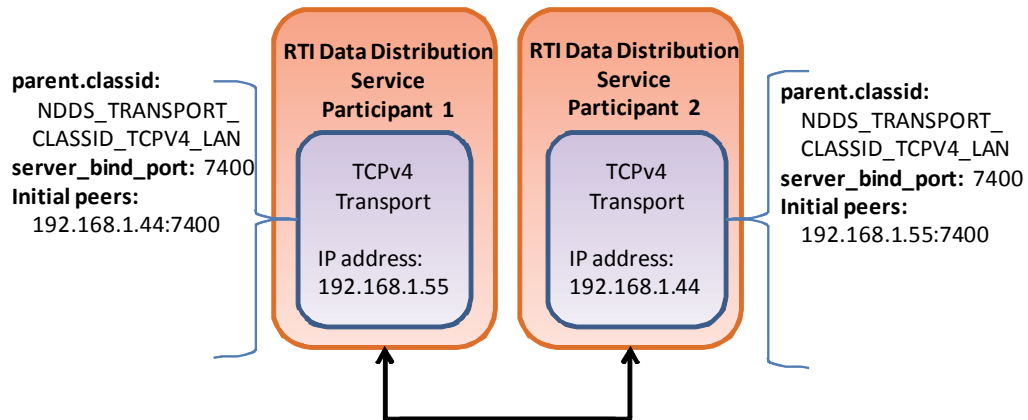 parent.classid:
NDDS_TRANSPORT_
CLASSID_TCPV4_LAN
server_bind_port: 7400
Initial peers:
192.168.1.44:7400
RTI Data Distribution
Service
Participant 1
TCPv4
Transport
IP address:
192.168.1.55
RTI Data Distribution
Service
Participant 2
TCPv4
Transport
IP address:
192.168.1.44
parent.classid:
NDDS_TRANSPORT_
CLASSID_TCPV4_LAN
server_bind_port: 7400
Initial peers:
192.168.1.55:7400